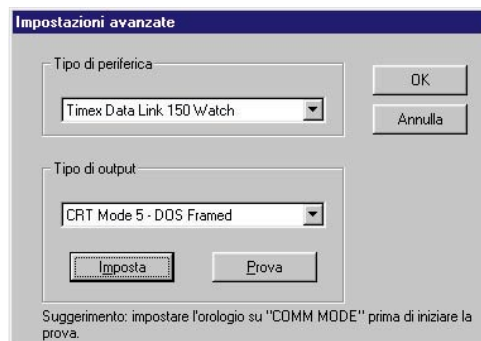 Impostazioni avanzate
Tipo di periferica
Timex Data Link 150 Watch
OK
Annulla
Tipo di output
CRT Mode 5 - DOS Framed
Imposta
Prova
Suggerimento: impostare l'orologio su "COMM MODE" prima di iniziare la
prova.